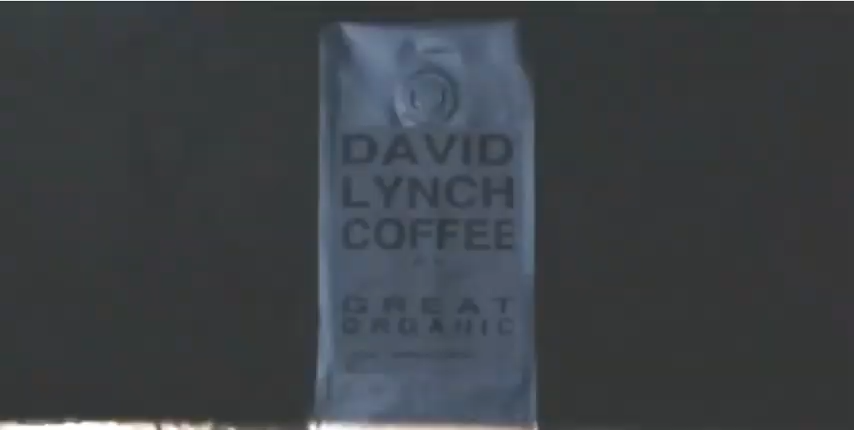 DAVID
LYNCH
COFFEE
GREAT
ORGANIC